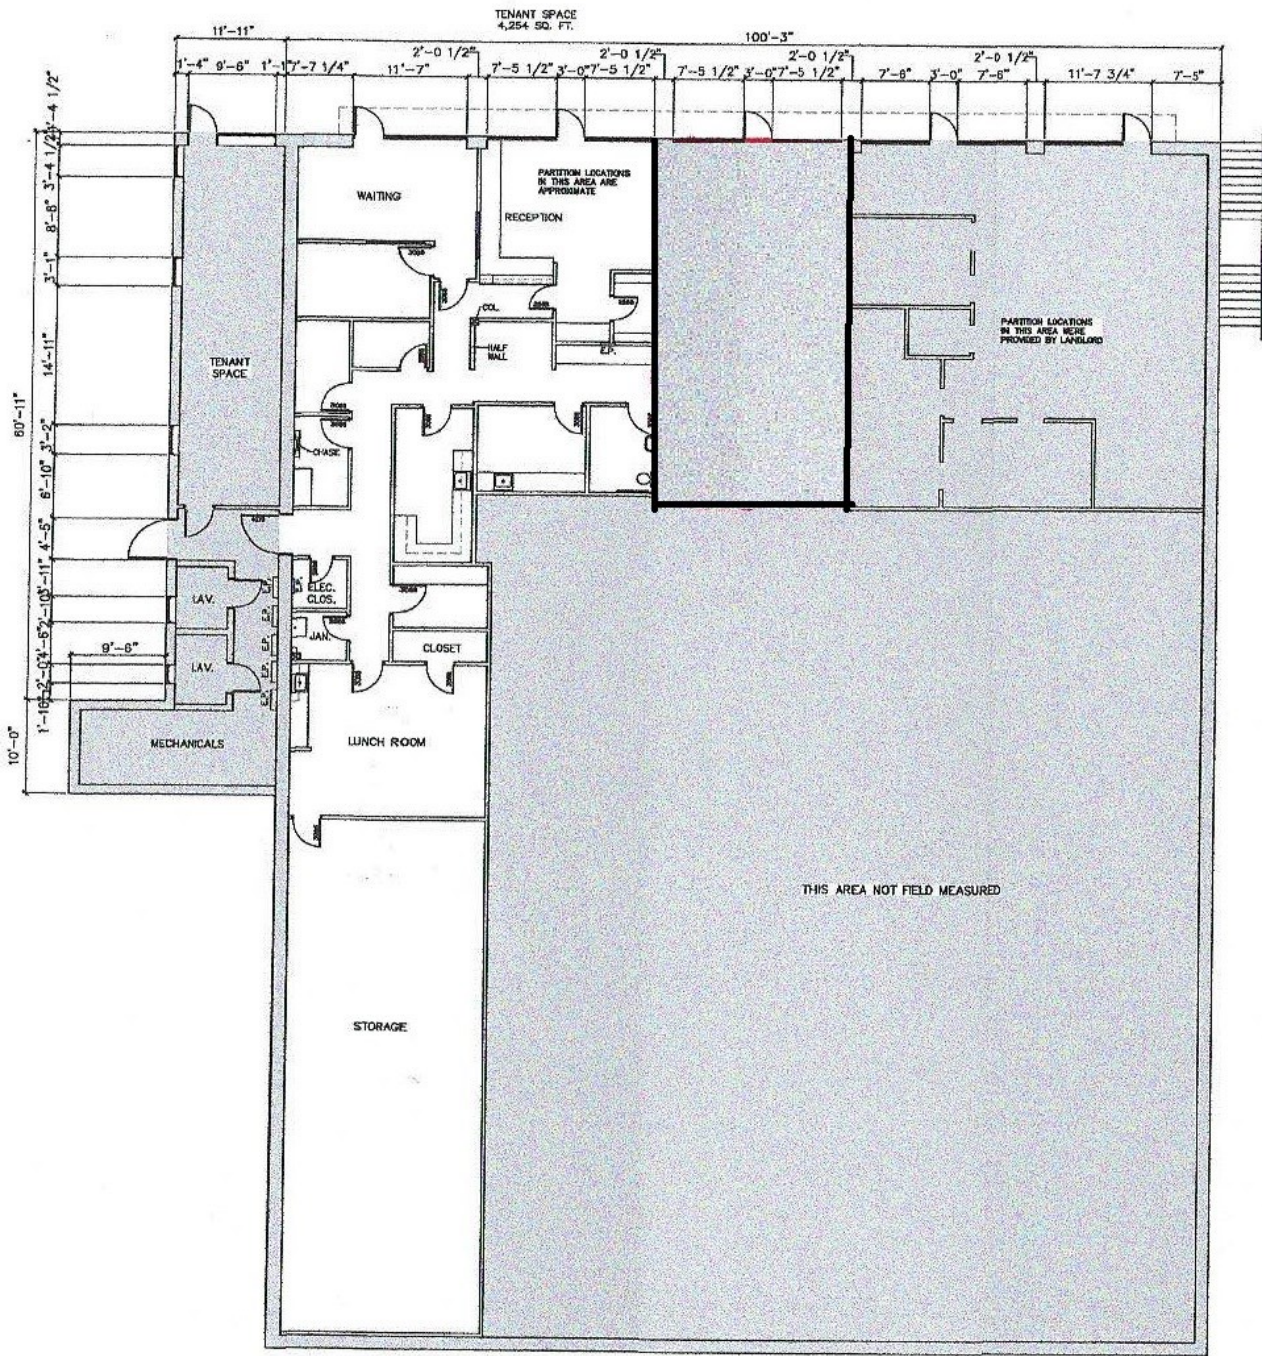 TENANT SPACE
4,254 SQ. FT.
11'-11"
100'-3"
2'-0 1/2"
2'-0 1/2"
2'-0 1/2"
2'-0 1/2"
1'-4"
9'-6"
1'-1"
7'-7 1/4"
11'-7"
7'-5 1/2"
3'-0"
7'-5 1/2"
7'-5 1/2"
3'-0"
7'-5 1/2"
7'-6"
3'-0"
7'-6"
11'-7 3/4"
7'-5"
3'-4 1/2"
8'-6"
3'-1"
14'-11"
60'-11"
3'-2"
6'-10"
4'-5"
9'-6"
10'-0"
WAITING
PARTITION LOCATIONS
IN THIS AREA ARE
APPROXIMATE
RECEPTION
COL.
HALF
WALL
E.P.
TENANT
SPACE
PARTITION LOCATIONS
IN THIS AREA WERE
PROVIDED BY LANDLORD
CHASE
LAV.
LAV.
E.P.
E.P.
E.P.
E.P.
E.P.
E.P.
ELEC.
CLOS.
JAN.
CLOSET
MECHANICALS
LUNCH ROOM
THIS AREA NOT FIELD MEASURED
STORAGE